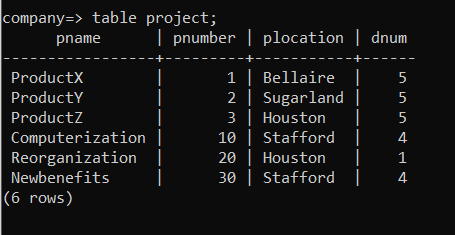 company=> table project;
     pname      | pnumber | plocation | dnum
----------------+---------+-----------+------
 ProductX       |       1 | Bellaire  |    5
 ProductY       |       2 | Sugarland |    5
 ProductZ       |       3 | Houston   |    5
 Computerization |      10 | Stafford  |    4
 Reorganization |      20 | Houston   |    1
 Newbenefits    |      30 | Stafford  |    4
(6 rows)